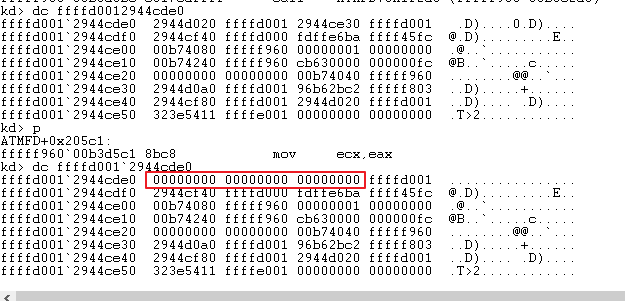 kd> dc ffffd0012944cde0
ffffd001`2944cde0  2944d020 ffffd001 2944ce30 ffffd001   .D)....0.D)....
ffffd001`2944cdf0  2944cf40 ffffd000 fdffe6ba ffff45fc  @.D)........E..
ffffd001`2944ce00  00b74080 fffff960 00000001 00000000  .@..`...........
ffffd001`2944ce10  00b74240 fffff960 cb630000 000000fc  @B..`.....c.....
ffffd001`2944ce20  00000000 00000000 00b74040 fffff960  ........@@..`...
ffffd001`2944ce30  2944d0a0 ffffd001 96b62bc2 fffff803  ..D).....+......
ffffd001`2944ce40  2944cf80 ffffd001 2944d020 ffffd001  ..D)..... .D)....
ffffd001`2944ce50  323e5411 ffffe001 00000000 00000000  .T>2............
kd> p
ATMFD+0x205c1:
fffff960`00b3d5c1 8bc8            mov     ecx,eax
kd> dc ffffd001`2944cde0
ffffd001`2944cde0  00000000 00000000 00000000 ffffd001  ................
ffffd001`2944cdf0  2944cf40 ffffd000 fdffe6ba ffff45fc  @.D)........E..
ffffd001`2944ce00  00b74080 fffff960 00000001 00000000  .@..`...........
ffffd001`2944ce10  00b74240 fffff960 cb630000 000000fc  @B..`.....c.....
ffffd001`2944ce20  00000000 00000000 00b74040 fffff960  ........@@..`...
ffffd001`2944ce30  2944d0a0 ffffd001 96b62bc2 fffff803  ..D).....+......
ffffd001`2944ce40  2944cf80 ffffd001 2944d020 ffffd001  ..D)..... .D)....
ffffd001`2944ce50  323e5411 ffffe001 00000000 00000000  .T>2............